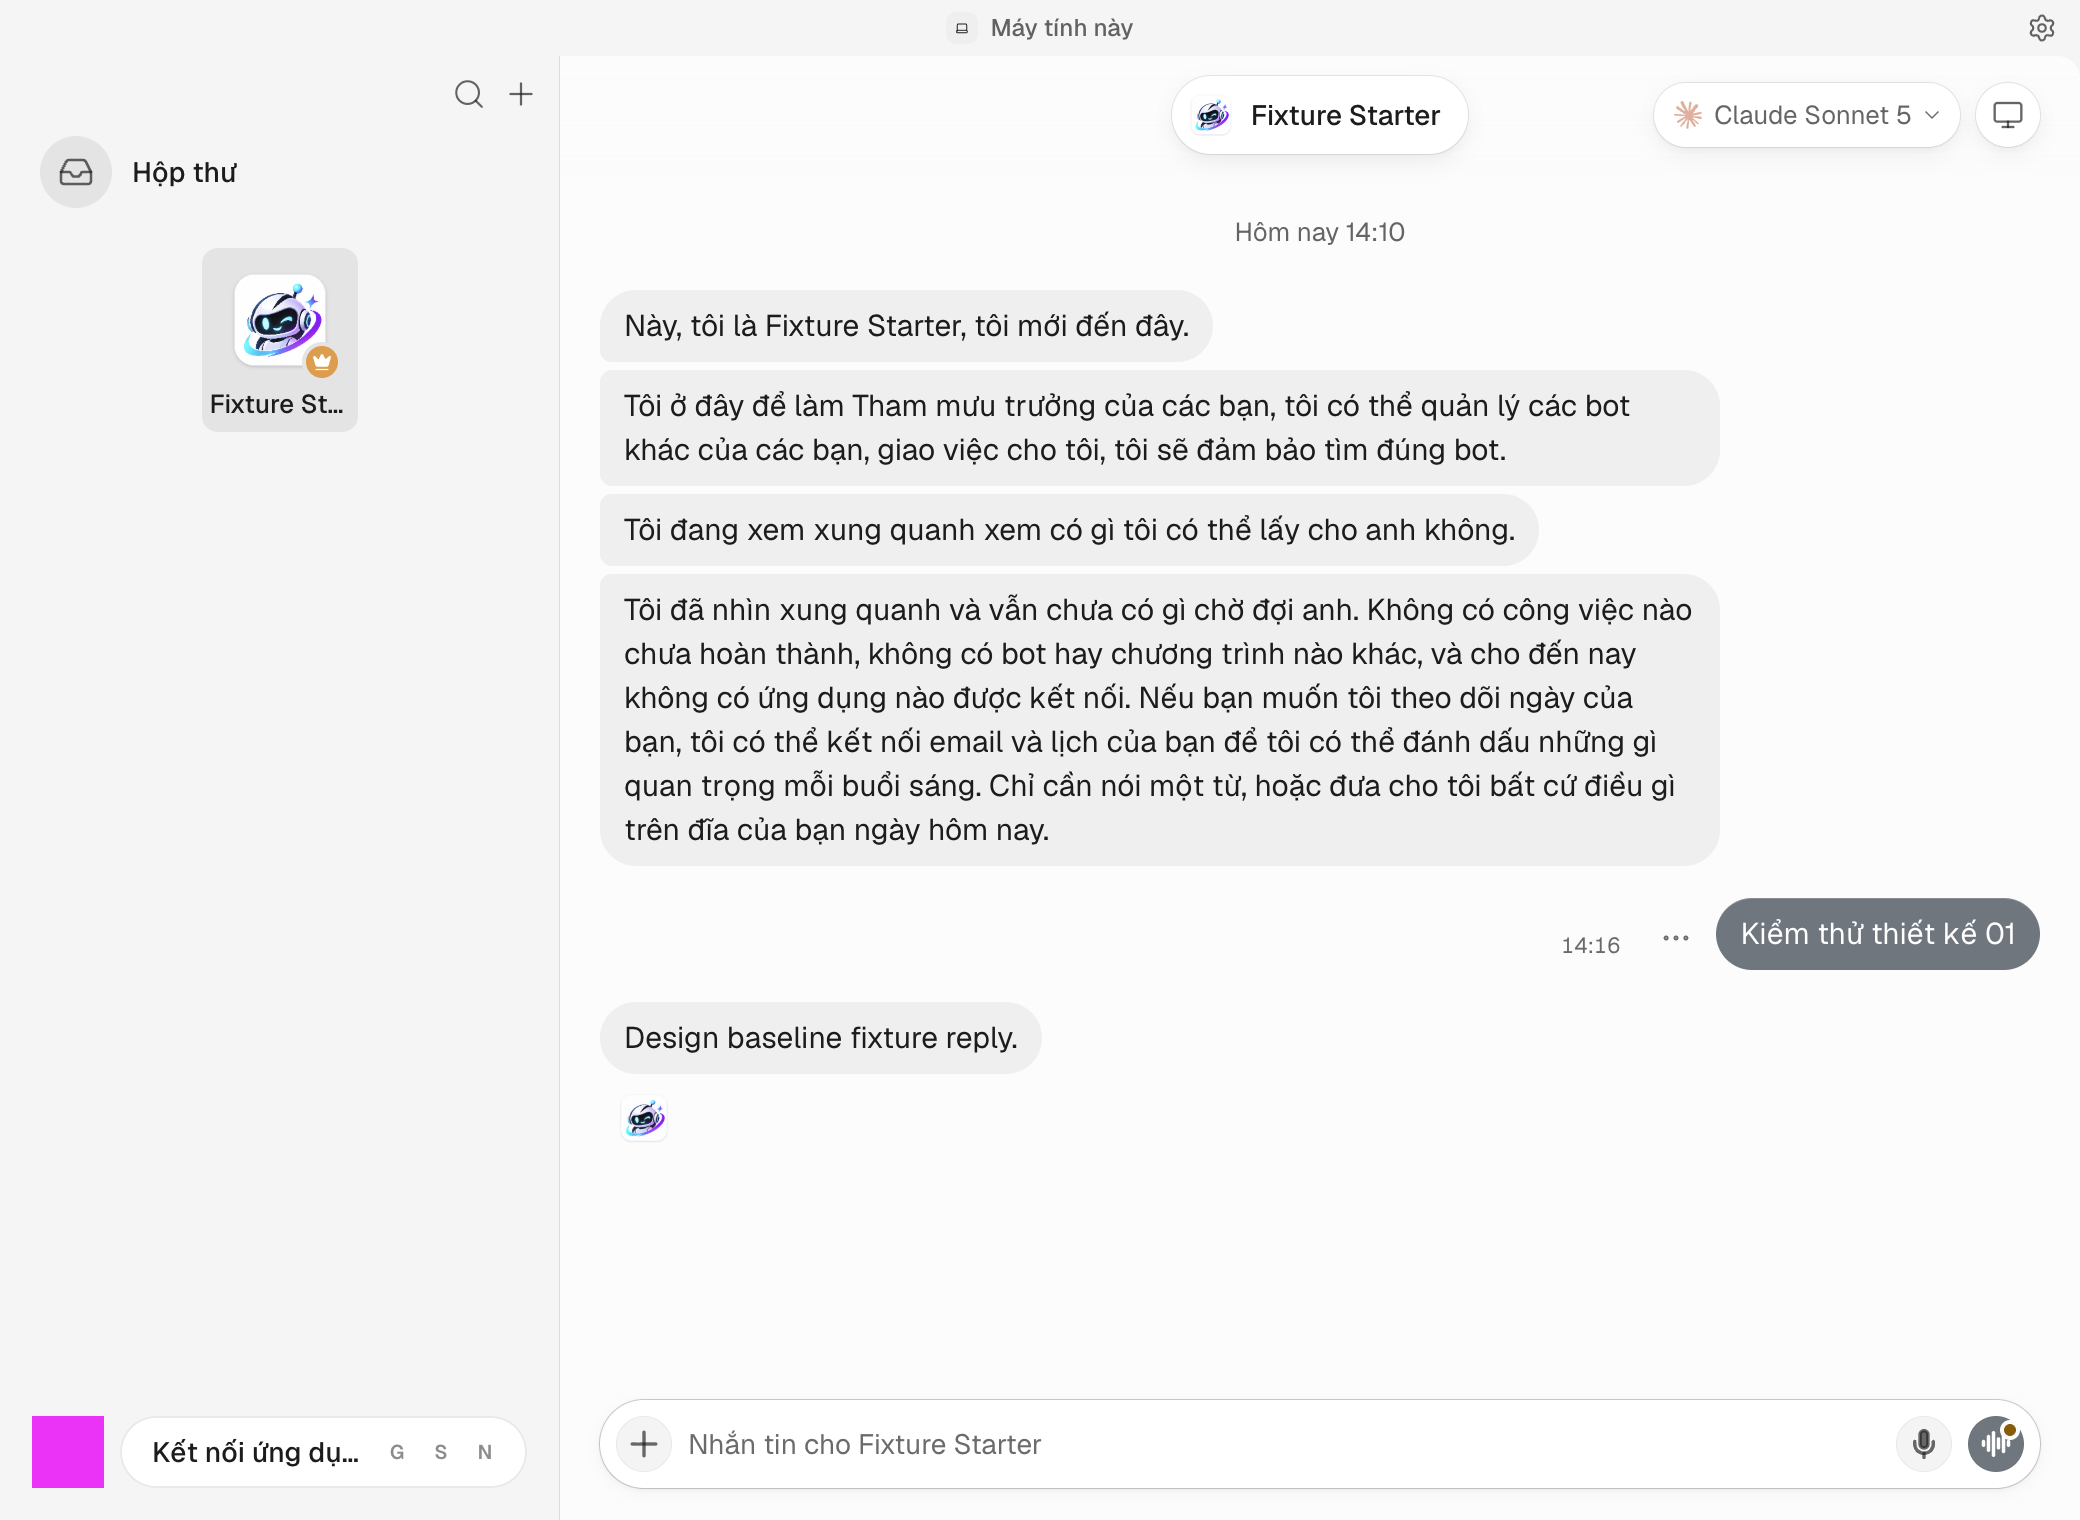 Máy tính này
Hộp thư
Fixture St...
Fixture Starter
Claude Sonnet 5
Hôm nay 14:10
Này, tôi là Fixture Starter, tôi mới đến đây.
Tôi ở đây để làm Tham mưu trưởng của các bạn, tôi có thể quản lý các bot
khác của các bạn, giao việc cho tôi, tôi sẽ đảm bảo tìm đúng bot.
Tôi đang xem xung quanh xem có gì tôi có thể lấy cho anh không.
Tôi đã nhìn xung quanh và vẫn chưa có gì chờ đợi anh. Không có công việc nào
chưa hoàn thành, không có bot hay chương trình nào khác, và cho đến nay
không có ứng dụng nào được kết nối. Nếu bạn muốn tôi theo dõi ngày của
bạn, tôi có thể kết nối email và lịch của bạn để tôi có thể đánh dấu những gì
quan trọng mỗi buổi sáng. Chỉ cần nói một từ, hoặc đưa cho tôi bất cứ điều gì
trên đĩa của bạn ngày hôm nay.
14:16
Kiểm thử thiết kế 01
Design baseline fixture reply.
Kết nối ứng dụ... G S N
Nhắn tin cho Fixture Starter